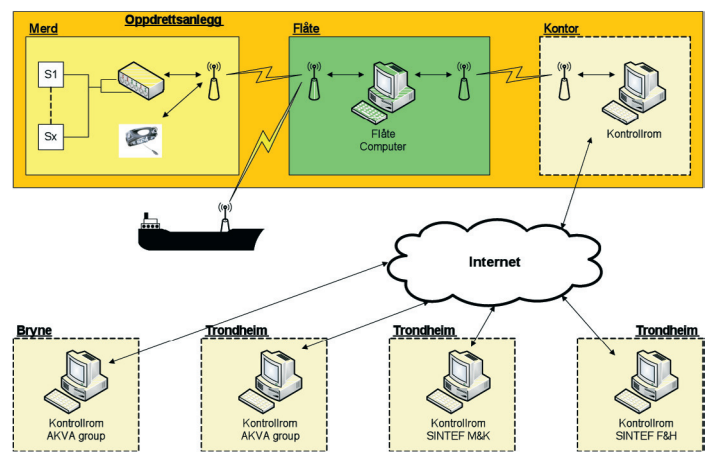 Oppdrettsanlegg
Merd
Flåte
Kontor
S1
Sx
Flåte
Computer
Kontrollrom
Internet
Bryne
Trondheim
Trondheim
Trondheim
Kontrollrom
AKVA group
Kontrollrom
AKVA group
Kontrollrom
SINTEF M&K
Kontrollrom
SINTEF F&H